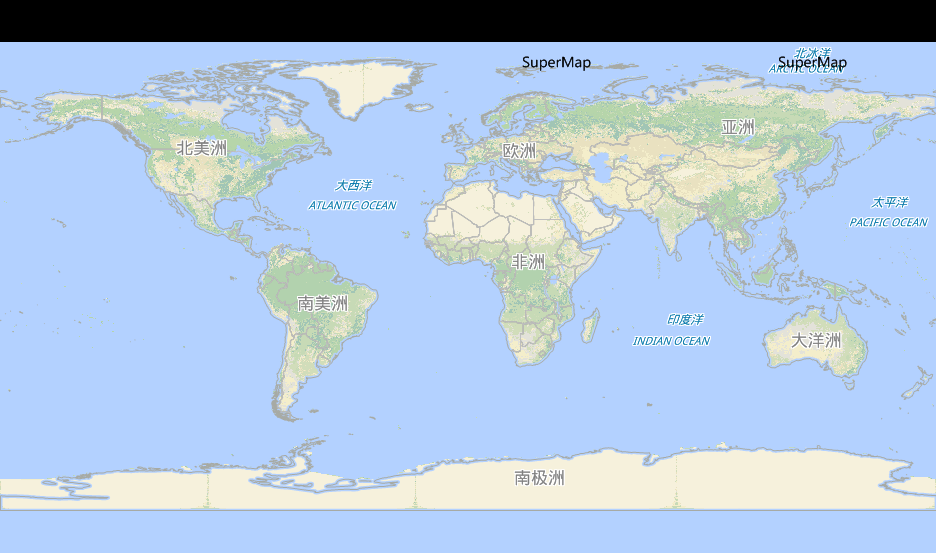 北冰洋
SuperMap
SuperMap
ARCTIC OCEAN
亚洲
北美洲
欧洲
大西洋
ATLANTIC OCEAN
太平洋
PACIFIC OCEAN
非洲
南美洲
印度洋
INDIAN OCEAN
大洋洲
南极洲